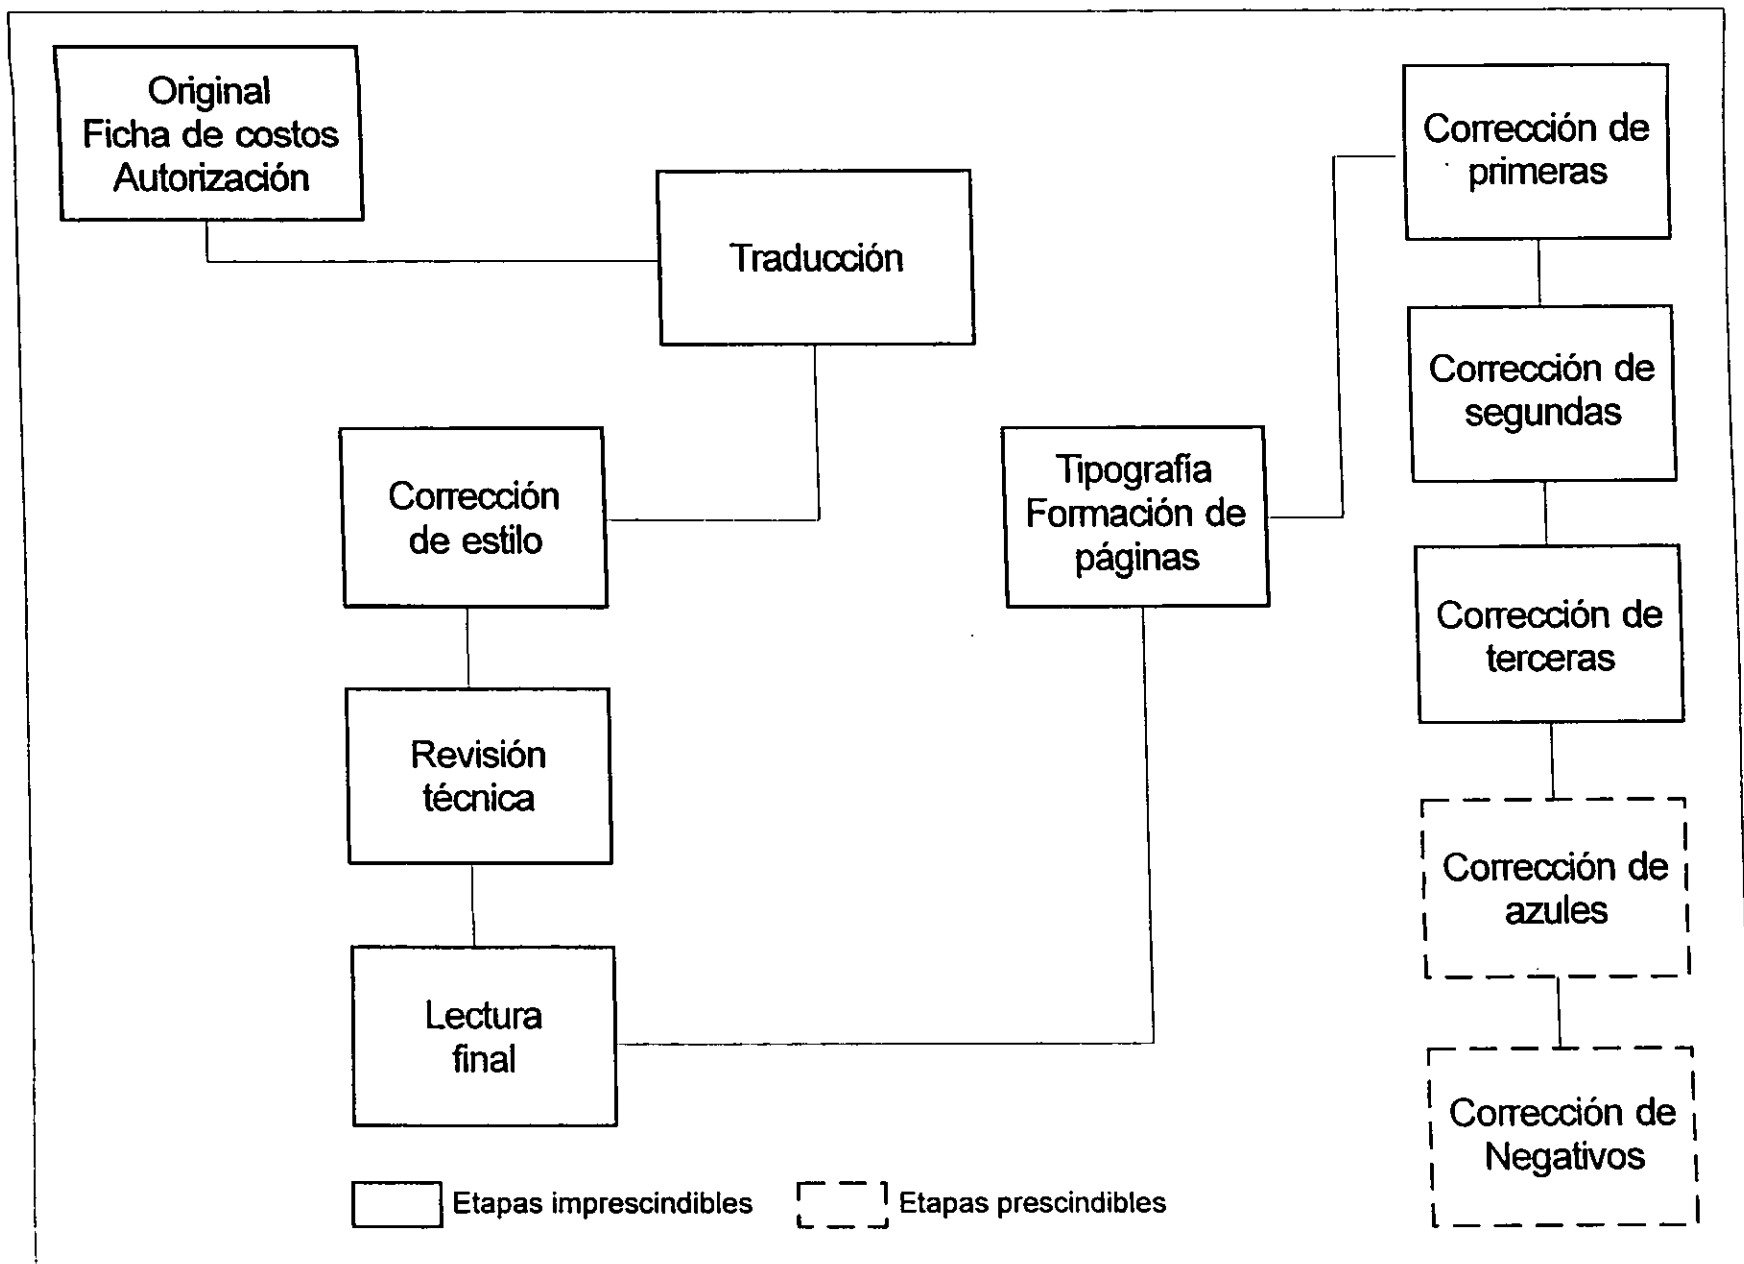 Original
Ficha de costos
Autorización
Traducción
Corrección
de estilo
Revisión
técnica
Lectura
final
Tipografía
Formación de
páginas
Corrección de
primeras
Corrección de
segundas
Corrección de
terceras
Corrección de
azules
Corrección de
Negativos
Etapas imprescindibles
Etapas prescindibles